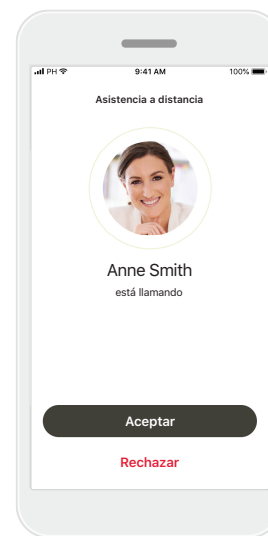 PH 9:41 AM 100%
Asistencia a distancia
Anne Smith
está llamando
Aceptar
Rechazar